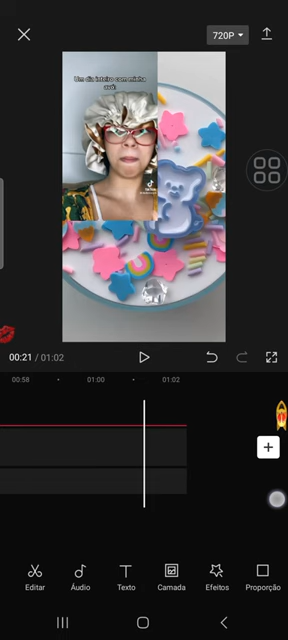 720P
Um dia inteiro com minha
avó:
TikTok
00:21 / 01:02
00:58
01:00
01:02
Editar
Áudio
Texto
Camada
Efeitos
Proporção